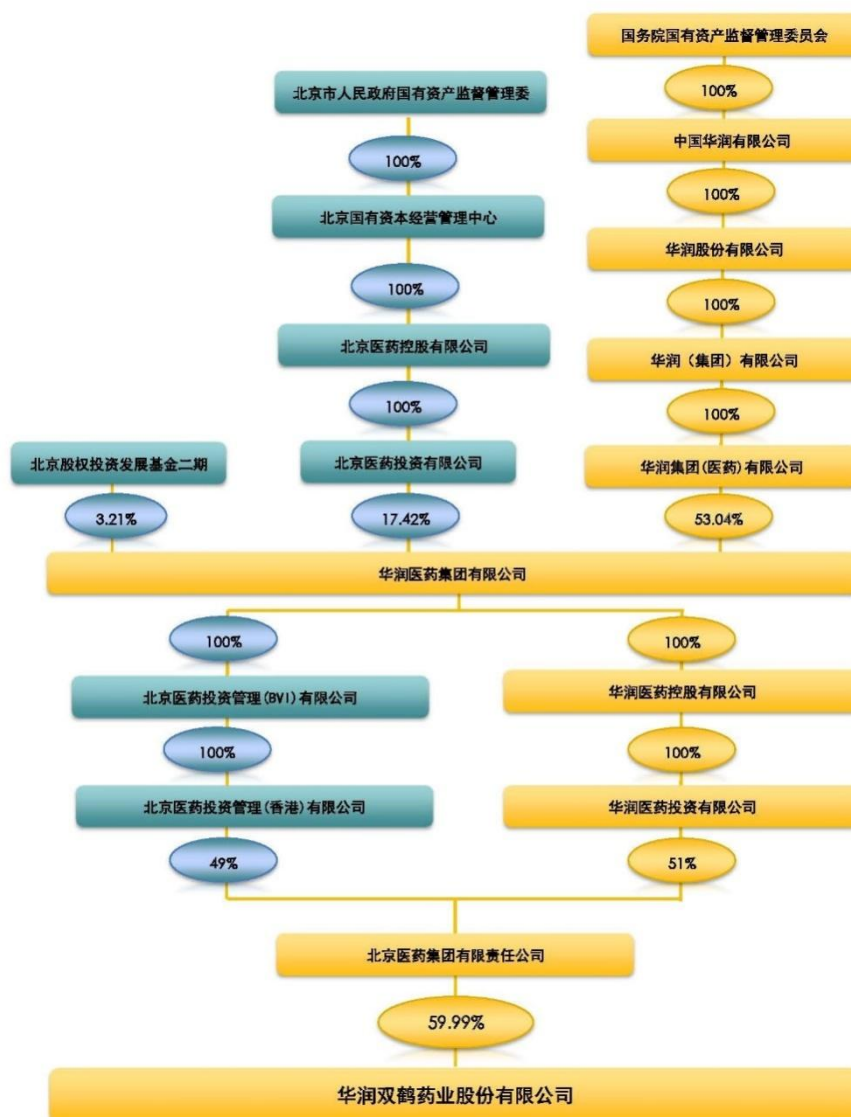 国务院国有资产监督管理委员会
北京市人民政府国有资产监督管理委
100%
中国华润有限公司
100%
100%
北京国有资本经营管理中心
华润股份有限公司
100%
100%
北京医药控股有限公司
华润（集团）有限公司
100%
100%
北京股权投资发展基金二期
北京医药投资有限公司
华润集团(医药)有限公司
3.21%
17.42%
53.04%
华润医药集团有限公司
100%
100%
北京医药投资管理(BVI)有限公司
华润医药控股有限公司
100%
100%
北京医药投资管理(香港)有限公司
华润医药投资有限公司
49%
51%
北京医药集团有限责任公司
59.99%
华润双鹤药业股份有限公司